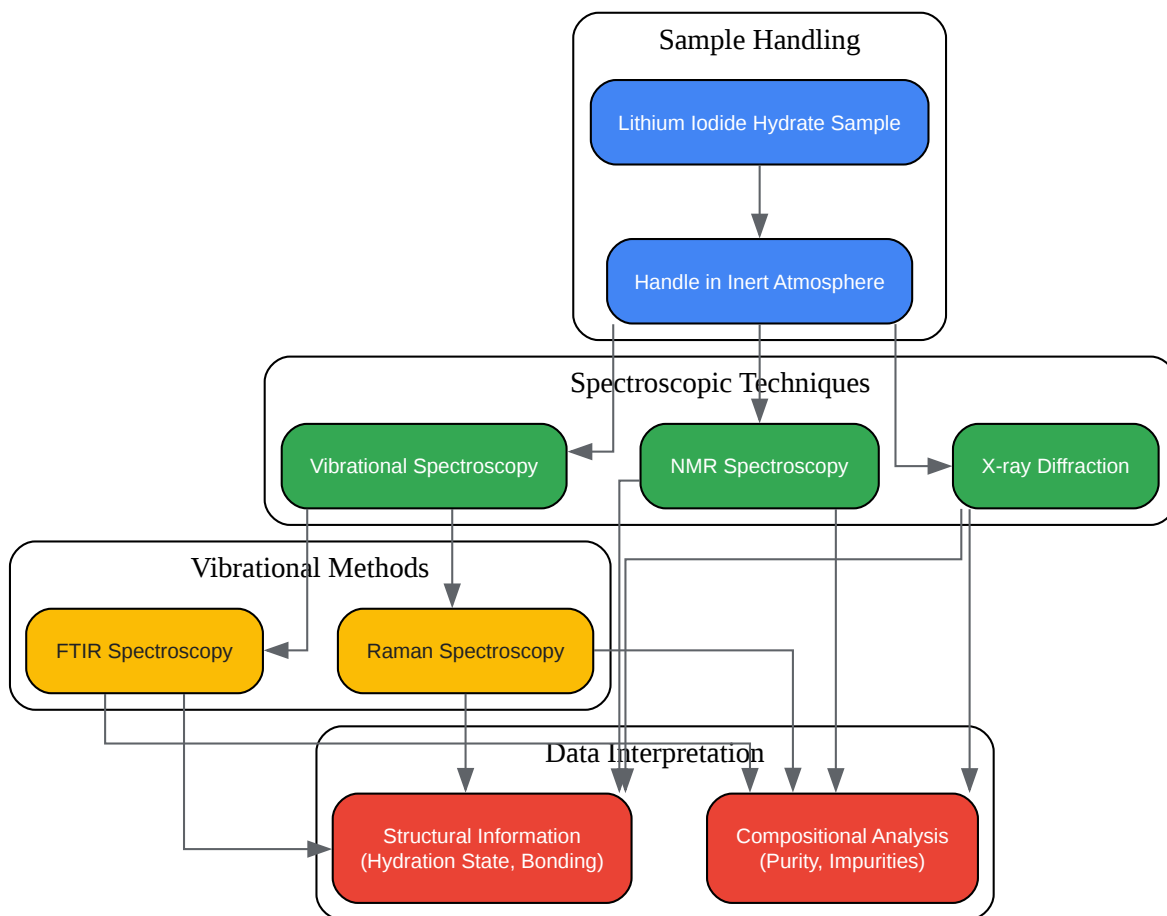 Sample Handling
Lithium Iodide Hydrate Sample
Handle in Inert Atmosphere
Spectroscopic Techniques
Vibrational Spectroscopy
NMR Spectroscopy
X-ray Diffraction
Vibrational Methods
FTIR Spectroscopy
Raman Spectroscopy
Data Interpretation
Structural Information
(Hydration State, Bonding)
Compositional Analysis
(Purity, Impurities)